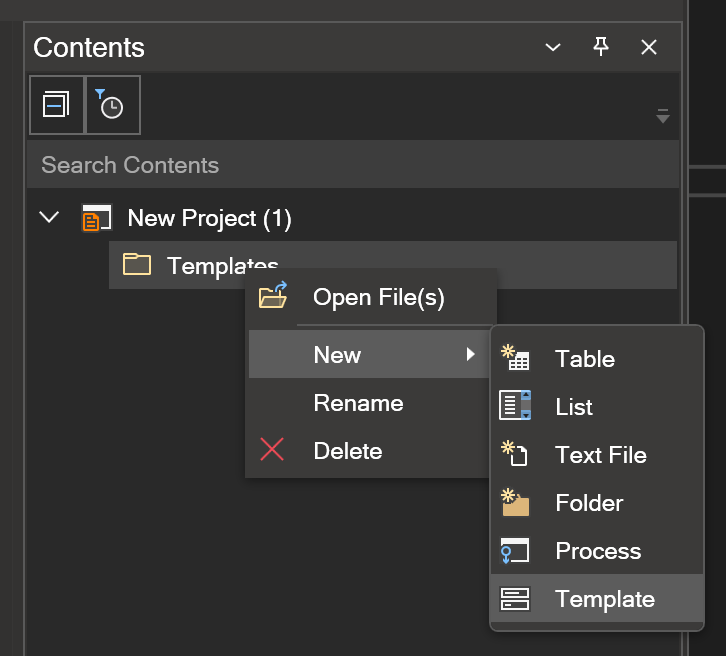 Contents
Search Contents
New Project (1)
Templates
Open File(s)
New
Rename
Delete
Table
List
Text File
Folder
Process
Template